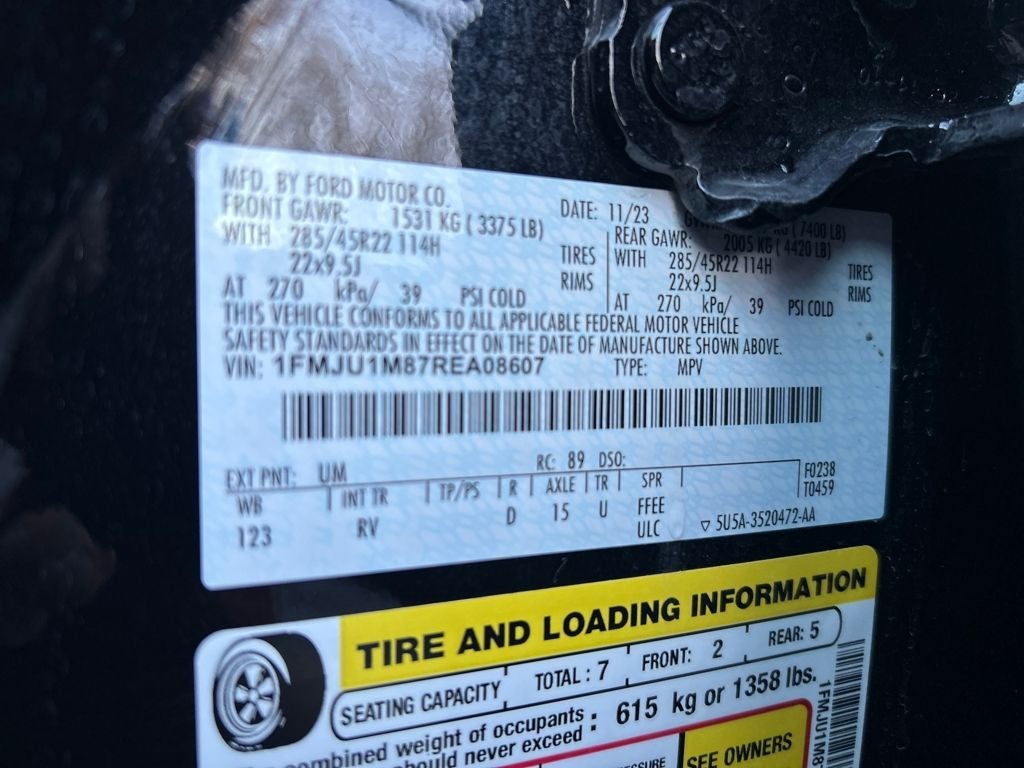 MFD. BY FORD MOTOR CO.
DATE: 11/23
KG ( 7400 LB)
FRONT GAWR: 1531 KG ( 3375 LB)
REAR GAWR: 2005 KG ( 4420 LB)
WITH 285/45R22 114H TIRES
WITH 285/45R22 114H TIRES
22x9.5J RIMS
22x9.5J RIMS
AT 270 kPa/ 39 PSI COLD
AT 270 kPa/ 39 PSI COLD
THIS VEHICLE CONFORMS TO ALL APPLICABLE FEDERAL MOTOR VEHICLE
SAFETY STANDARDS IN EFFECT ON THE DATE OF MANUFACTURE SHOWN ABOVE.
VIN: 1FMJU1M87REA08607 TYPE: MPV
EXT PNT: UM RC: 89 DSO:
WB INT TR TP/PS R AXLE TR SPR F0238
T0459
123 RV D 15 U FFEE
ULC ▽ 5U5A-3520472-AA
TIRE AND LOADING INFORMATION
SEATING CAPACITY TOTAL : 7 FRONT: 2 REAR: 5
combined weight of occupants : 615 kg or 1358 lbs.
should never exceed
SEE OWNERS
1FMJU1M8